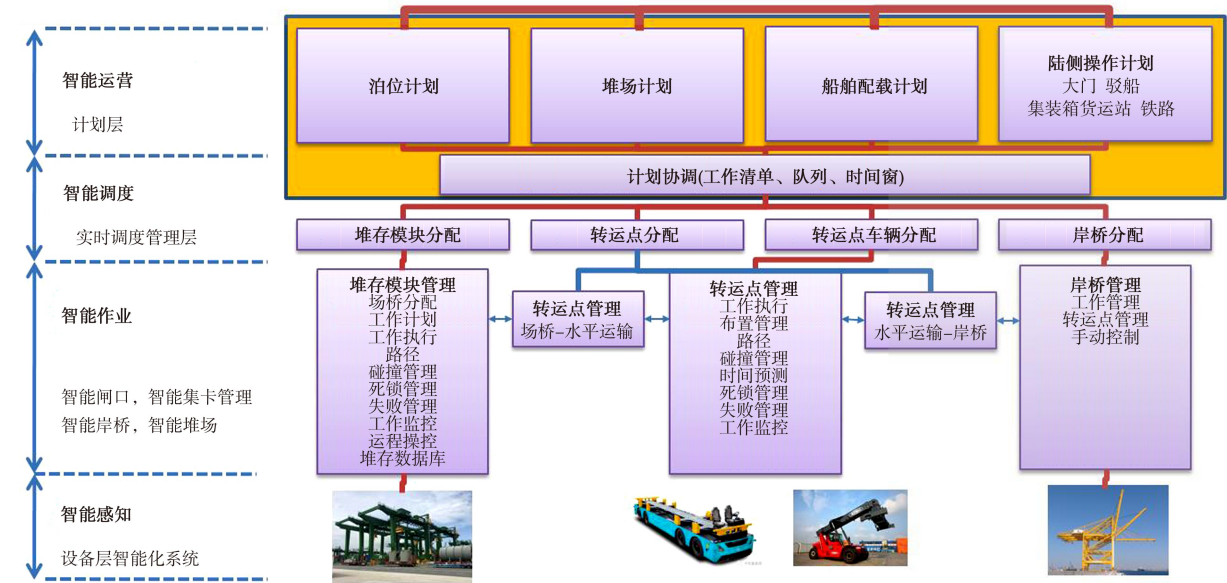 智能运营
计划层
智能调度
实时调度管理层
智能作业
智能闸口，智能集卡管理
智能岸桥，智能堆场
智能感知
设备层智能化系统
泊位计划
堆场计划
船舶配载计划
陆侧操作计划
大门 驳船
集装箱货运站 铁路
计划协调(工作清单、队列、时间窗)
堆存模块分配
转运点分配
转运点车辆分配
岸桥分配
堆存模块管理
场桥分配
工作计划
工作执行
路径
碰撞管理
死锁管理
失败管理
工作监控
运程操控
堆存数据库
转运点管理
场桥-水平运输
转运点管理
工作执行
布置管理
路径
碰撞管理
时间预测
死锁管理
失败管理
工作监控
转运点管理
水平运输-岸桥
岸桥管理
工作管理
转运点管理
手动控制